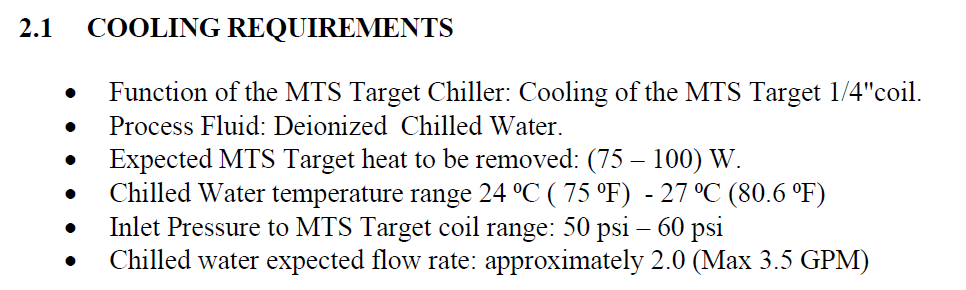 2.1 COOLING REQUIREMENTS
• Function of the MTS Target Chiller: Cooling of the MTS Target 1/4"coil.
• Process Fluid: Deionized Chilled Water.
• Expected MTS Target heat to be removed: (75 – 100) W.
• Chilled Water temperature range 24 ºC ( 75 ºF) - 27 ºC (80.6 ºF)
• Inlet Pressure to MTS Target coil range: 50 psi – 60 psi
• Chilled water expected flow rate: approximately 2.0 (Max 3.5 GPM)